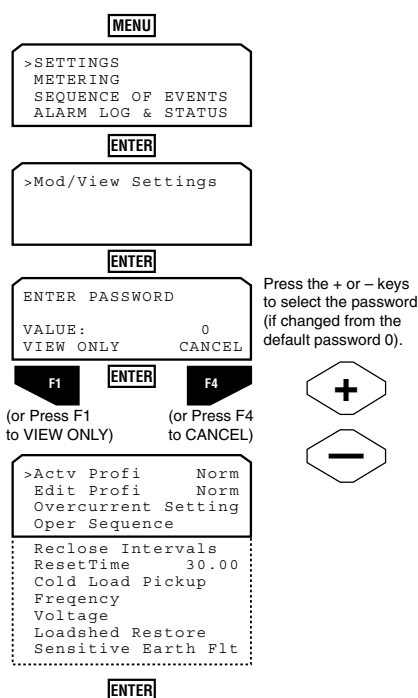 MENU
>SETTINGS
METERING
SEQUENCE OF EVENTS
ALARM LOG & STATUS
ENTER
>Mod/View Settings
ENTER
ENTER PASSWORD
VALUE: 0
VIEW ONLY CANCEL
Press the + or – keys
to select the password
(if changed from the
default password 0).
F1 ENTER F4
(or Press F1
to VIEW ONLY)
(or Press F4
to CANCEL)
+
–
>Actv Profi Norm
Edit Profi Norm
Overcurrent Setting
Oper Sequence
Reclose Intervals
ResetTime 30.00
Cold Load Pickup
Freqency
Voltage
Loadshed Restore
Sensitive Earth Flt
ENTER